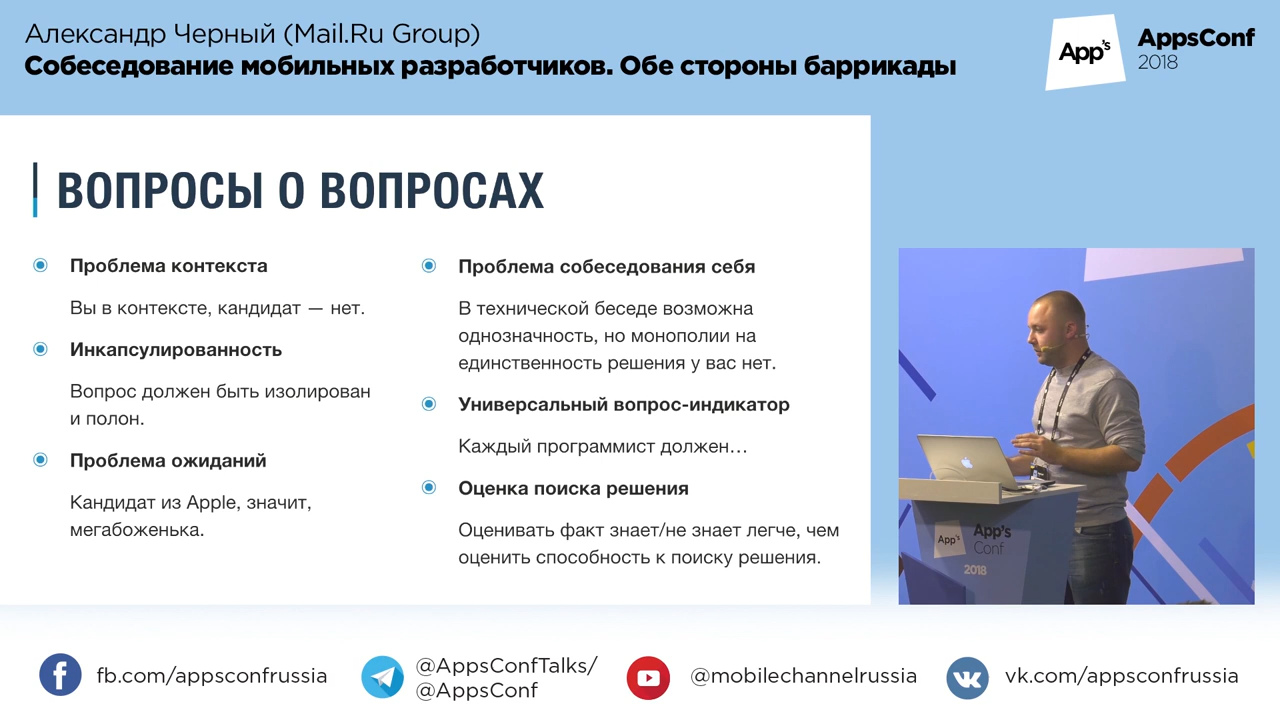 Александр Черный (Mail.Ru Group)
Собеседование мобильных разработчиков. Обе стороны баррикады
App's
AppsConf
2018
ВОПРОСЫ О ВОПРОСАХ
Проблема контекста
Вы в контексте, кандидат — нет.
Инкапсулированность
Вопрос должен быть изолирован
и полон.
Проблема ожиданий
Кандидат из Apple, значит,
мегабоженька.
Проблема собеседования себя
В технической беседе возможна
однозначность, но монополии на
единственность решения у вас нет.
Универсальный вопрос-индикатор
Каждый программист должен…
Оценка поиска решения
Оценивать факт знает/не знает легче, чем
оценить способность к поиску решения.
App's
App's
Conf
2018
fb.com/appsconfrussia
@AppsConfTalks/
@AppsConf
@mobilechannelrussia
vk.com/appsconfrussia